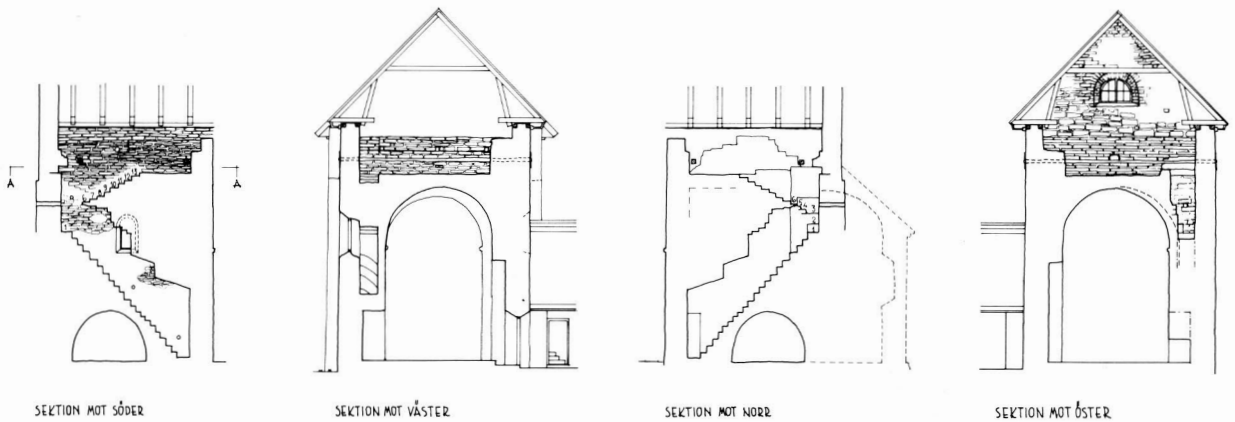 A A
SEKTION MOT SÖDER
SEKTION MOT VÄSTER
SEKTION MOT NORR
SEKTION MOT ÖSTER